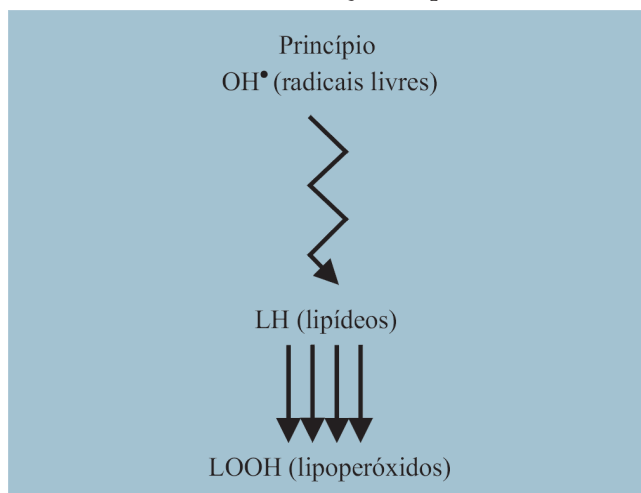 Princípio
OH• (radicais livres)
LH (lipídeos)
LOOH (lipoperóxidos)